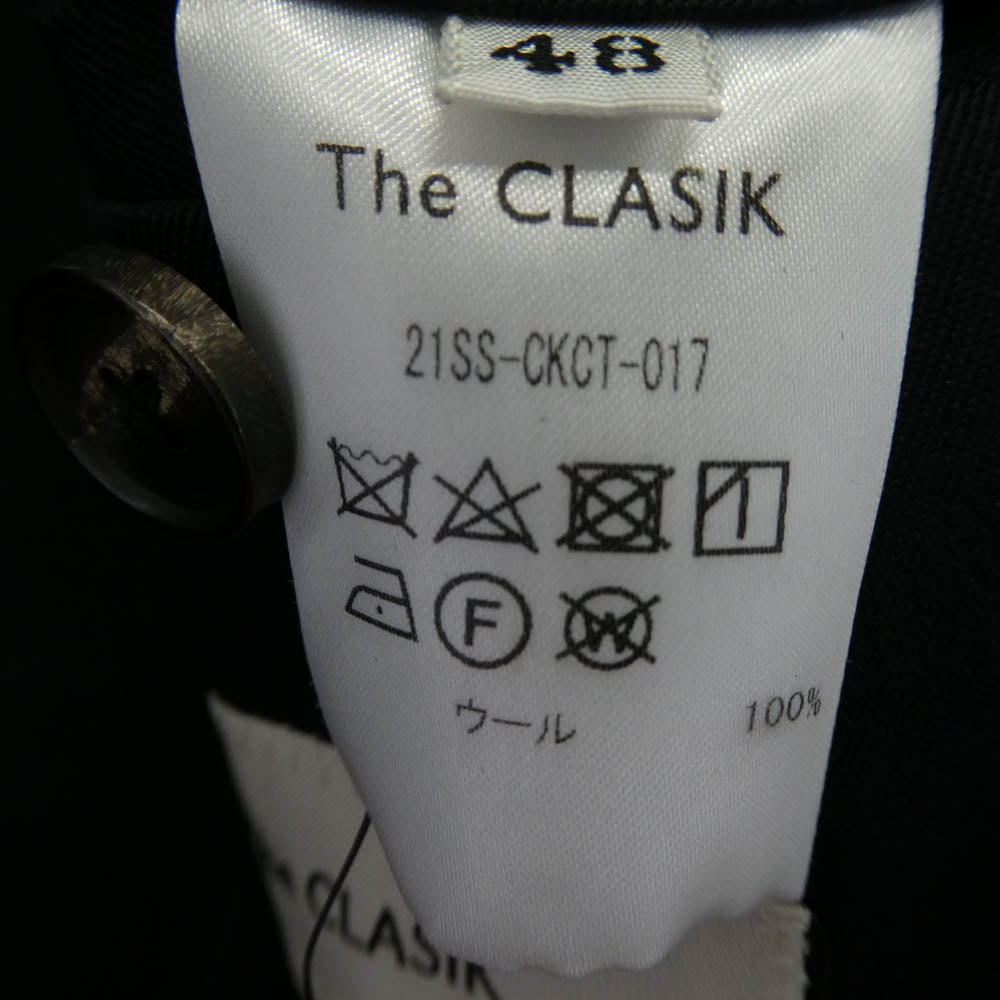 48
The CLASIK
21SS-CKCT-017
F W
ウール 100%
CLASIK